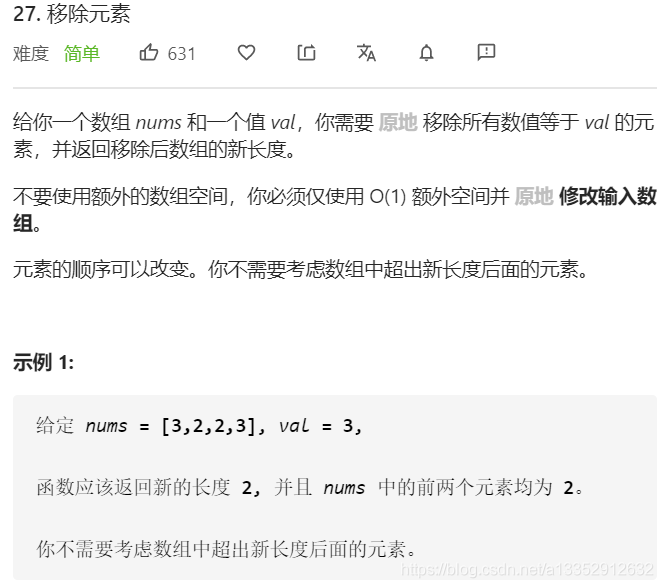 27. 移除元素
难度 简单 631
给你一个数组 nums 和一个值 val，你需要 原地 移除所有数值等于 val 的元
素，并返回移除后数组的新长度。
不要使用额外的数组空间，你必须仅使用 O(1) 额外空间并 原地 修改输入数
组。
元素的顺序可以改变。你不需要考虑数组中超出新长度后面的元素。
示例 1:
给定 nums = [3,2,2,3], val = 3,
函数应该返回新的长度 2, 并且 nums 中的前两个元素均为 2。
你不需要考虑数组中超出新长度后面的元素。
https://blog.csdn.net/a13352912632